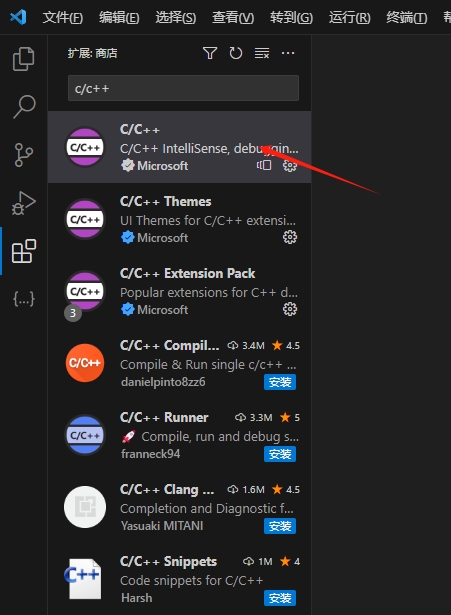 文件(F) 编辑(E) 选择(S) 查看(V) 转到(G) 运行(R) 终端(T)
扩展: 商店
c/c++
C/C++
C/C++ IntelliSense, debuggin...
Microsoft
C/C++ Themes
UI Themes for C/C++ extensi...
Microsoft
C/C++ Extension Pack
Popular extensions for C++ d...
3
Microsoft
C/C++ Compil... 3.4M 4.5
Compile & Run single c/c++ ...
danielpinto8zz6 安装
C/C++ Runner 3.3M 5
🚀 Compile, run and debug s...
franneck94 安装
C/C++ Clang ... 1.6M 4.5
Completion and Diagnostic f...
Yasuaki MITANI 安装
C/C++ Snippets 1M 4
Code snippets for C/C++
Harsh 安装